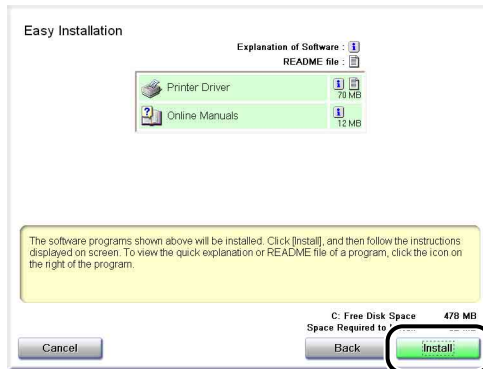 Easy Installation
Explanation of Software :
README file :
Printer Driver
70 MB
Online Manuals
12 MB
The software programs shown above will be installed. Click [Install], and then follow the instructions
displayed on screen. To view the quick explanation or README file of a program, click the icon on
the right of the program.
C: Free Disk Space 478 MB
Space Required to
Cancel
Back
Install